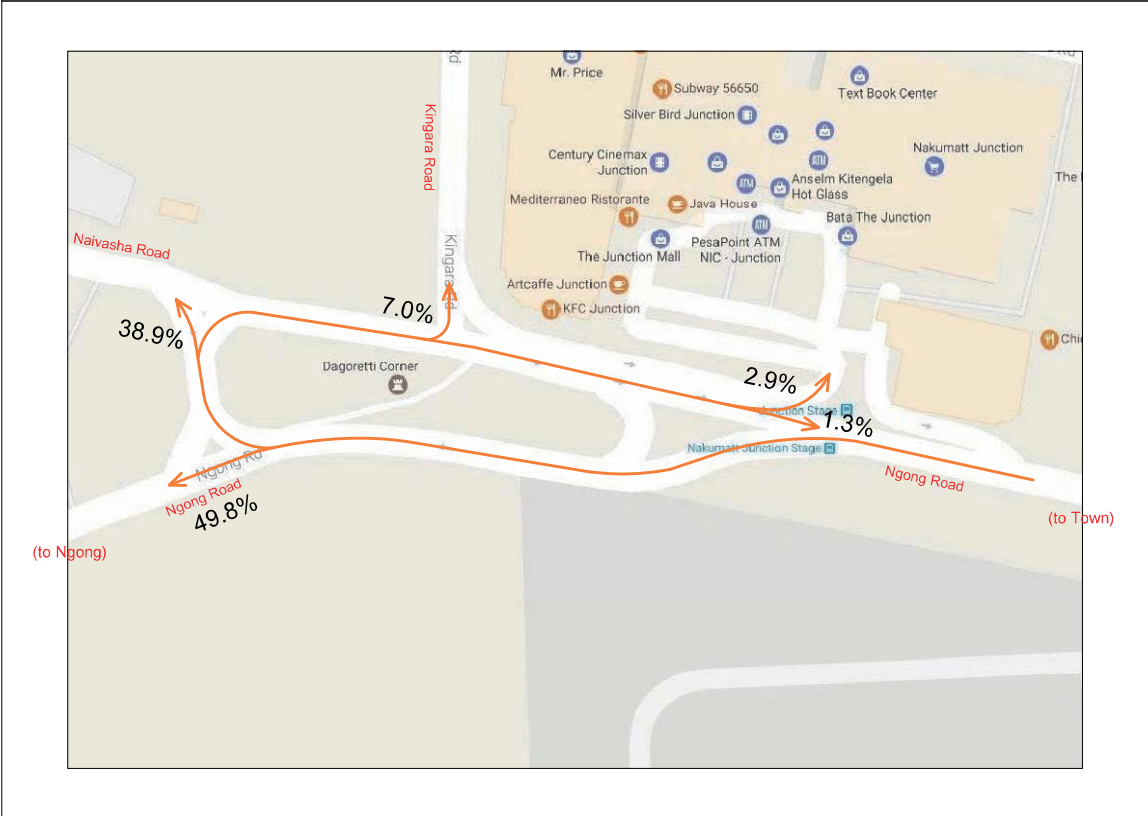 Rd
Rd
Mr. Price
Subway 56650
Text Book Center
Silver Bird Junction
Kingara Road
Century Cinemax
Junction
ATM
Nakumatt Junction
ATM
Anselm Kitengela
Hot Glass
The
Mediterraneo Ristorante
Java House
Bata The Junction
ATM
PesaPoint ATM
NIC - Junction
The Junction Mall
Naivasha Road
Kingara Rd
Artcaffe Junction
KFC Junction
7.0%
38.9%
Chi
Dagoretti Corner
2.9%
Junction Stage
1.3%
Nakumatt Junction Stage
Ngong Rd
Ngong Road
Ngong Road
49.8%
(to Town)
(to Ngong)